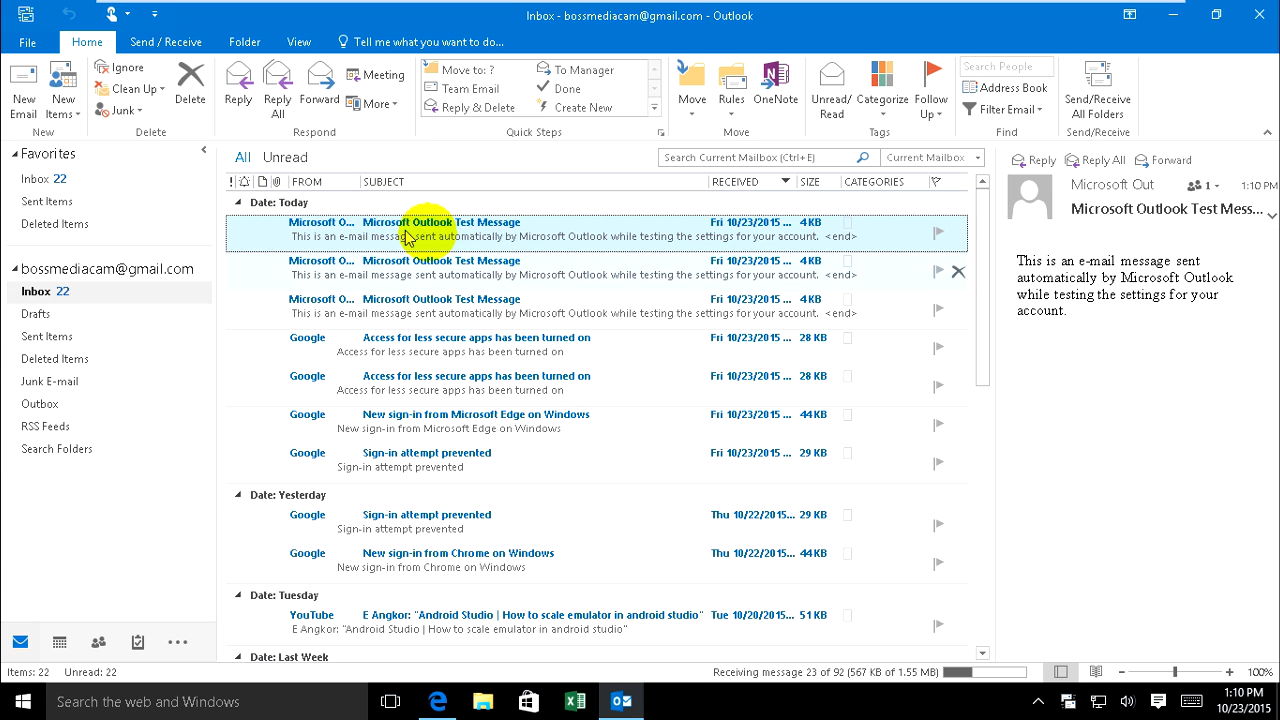 Inbox - bossmediacam@gmail.com - Outlook
File Home Send / Receive Folder View Tell me what you want to do...
New Email
New Items
Ignore
Clean Up
Junk
Delete
Reply
Reply All
Forward
Meeting
More
Move to: ?
Team Email
Reply & Delete
To Manager
Done
Create New
Move
Rules
OneNote
Unread/ Read
Categorize
Follow Up
Search People
Address Book
Filter Email
Send/Receive All Folders
New Delete Respond Quick Steps Move Tags Find Send/Receive
Favorites
Inbox 22
Sent Items
Deleted Items
bossmediacam@gmail.com
Inbox 22
Drafts
Sent Items
Deleted Items
Junk E-mail
Outbox
RSS Feeds
Search Folders
All Unread
Search Current Mailbox (Ctrl+E) Current Mailbox
! FROM SUBJECT RECEIVED SIZE CATEGORIES
Date: Today
Microsoft O... Microsoft Outlook Test Message Fri 10/23/2015 ... 4 KB
This is an e-mail message sent automatically by Microsoft Outlook while testing the settings for your account. <end>
Microsoft O... Microsoft Outlook Test Message Fri 10/23/2015 ... 4 KB
This is an e-mail message sent automatically by Microsoft Outlook while testing the settings for your account. <end>
Microsoft O... Microsoft Outlook Test Message Fri 10/23/2015 ... 4 KB
This is an e-mail message sent automatically by Microsoft Outlook while testing the settings for your account. <end>
Google Access for less secure apps has been turned on Fri 10/23/2015 ... 28 KB
Access for less secure apps has been turned on
Google Access for less secure apps has been turned on Fri 10/23/2015 ... 28 KB
Access for less secure apps has been turned on
Google New sign-in from Microsoft Edge on Windows Fri 10/23/2015 ... 44 KB
New sign-in from Microsoft Edge on Windows
Google Sign-in attempt prevented Fri 10/23/2015 ... 29 KB
Sign-in attempt prevented
Date: Yesterday
Google Sign-in attempt prevented Thu 10/22/2015... 29 KB
Sign-in attempt prevented
Google New sign-in from Chrome on Windows Thu 10/22/2015... 44 KB
New sign-in from Chrome on Windows
Date: Tuesday
YouTube E Angkor: "Android Studio | How to scale emulator in android studio" Tue 10/20/2015... 51 KB
E Angkor: "Android Studio | How to scale emulator in android studio"
Date: Last Week
Reply Reply All Forward
Microsoft Out 1 1:10 PM
Microsoft Outlook Test Mess...
This is an e-mail message sent
automatically by Microsoft Outlook
while testing the settings for your
account.
Items: 22 Unread: 22 Receiving message 23 of 92 (567 KB of 1.55 MB) 100%
Search the web and Windows
1:10 PM
10/23/2015